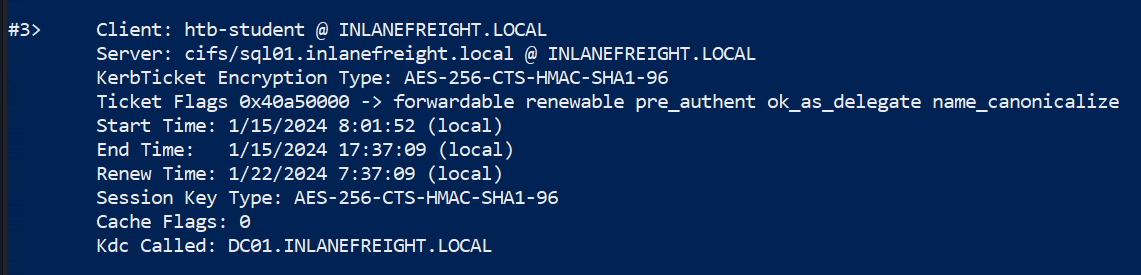 #3>     Client: htb-student @ INLANEFREIGHT.LOCAL
        Server: cifs/sql01.inlanefreight.local @ INLANEFREIGHT.LOCAL
        KerbTicket Encryption Type: AES-256-CTS-HMAC-SHA1-96
        Ticket Flags 0x40a50000 -> forwardable renewable pre_authent ok_as_delegate name_canonicalize
        Start Time: 1/15/2024 8:01:52 (local)
        End Time:   1/15/2024 17:37:09 (local)
        Renew Time: 1/22/2024 7:37:09 (local)
        Session Key Type: AES-256-CTS-HMAC-SHA1-96
        Cache Flags: 0
        Kdc Called: DC01.INLANEFREIGHT.LOCAL